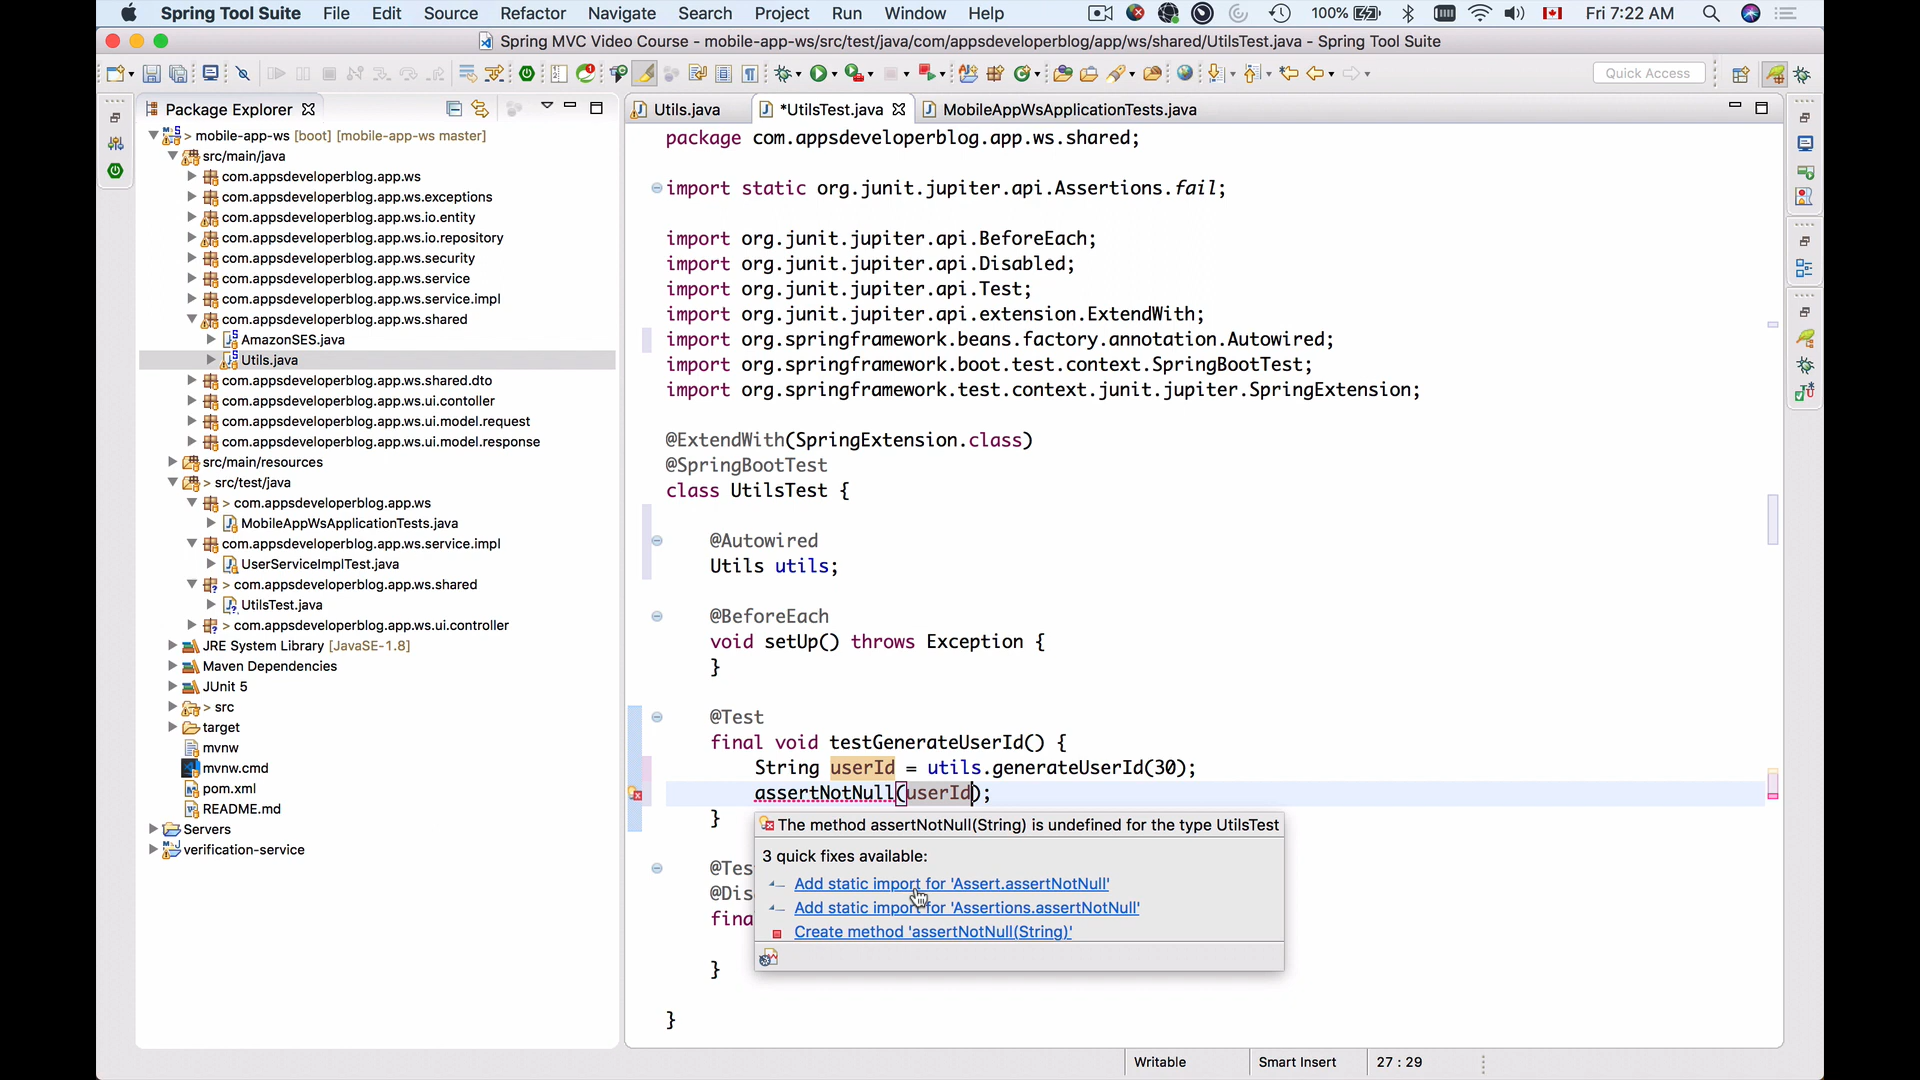 Spring Tool Suite File Edit Source Refactor Navigate Search Project Run Window Help 100% Fri 7:22 AM
Spring MVC Video Course - mobile-app-ws/src/test/java/com/appsdeveloperblog/app/ws/shared/UtilsTest.java - Spring Tool Suite
Quick Access
Package Explorer
Utils.java *UtilsTest.java MobileAppWsApplicationTests.java
> mobile-app-ws [boot] [mobile-app-ws master]
src/main/java
com.appsdeveloperblog.app.ws
com.appsdeveloperblog.app.ws.exceptions
com.appsdeveloperblog.app.ws.io.entity
com.appsdeveloperblog.app.ws.io.repository
com.appsdeveloperblog.app.ws.security
com.appsdeveloperblog.app.ws.service
com.appsdeveloperblog.app.ws.service.impl
com.appsdeveloperblog.app.ws.shared
AmazonSES.java
Utils.java
com.appsdeveloperblog.app.ws.shared.dto
com.appsdeveloperblog.app.ws.ui.contoller
com.appsdeveloperblog.app.ws.ui.model.request
com.appsdeveloperblog.app.ws.ui.model.response
src/main/resources
> src/test/java
> com.appsdeveloperblog.app.ws
MobileAppWsApplicationTests.java
com.appsdeveloperblog.app.ws.service.impl
UserServiceImplTest.java
> com.appsdeveloperblog.app.ws.shared
UtilsTest.java
> com.appsdeveloperblog.app.ws.ui.controller
JRE System Library [JavaSE-1.8]
Maven Dependencies
JUnit 5
> src
target
mvnw
mvnw.cmd
pom.xml
README.md
Servers
verification-service
package com.appsdeveloperblog.app.ws.shared;
import static org.junit.jupiter.api.Assertions.fail;
import org.junit.jupiter.api.BeforeEach;
import org.junit.jupiter.api.Disabled;
import org.junit.jupiter.api.Test;
import org.junit.jupiter.api.extension.ExtendWith;
import org.springframework.beans.factory.annotation.Autowired;
import org.springframework.boot.test.context.SpringBootTest;
import org.springframework.test.context.junit.jupiter.SpringExtension;
@ExtendWith(SpringExtension.class)
@SpringBootTest
class UtilsTest {
@Autowired
Utils utils;
@BeforeEach
void setUp() throws Exception {
}
@Test
final void testGenerateUserId() {
String userId = utils.generateUserId(30);
assertNotNull(userId);
}
The method assertNotNull(String) is undefined for the type UtilsTest
3 quick fixes available:
Add static import for 'Assert.assertNotNull'
Add static import for 'Assertions.assertNotNull'
Create method 'assertNotNull(String)'
@Tes
@Dis
fina
}
}
Writable Smart Insert 27 : 29